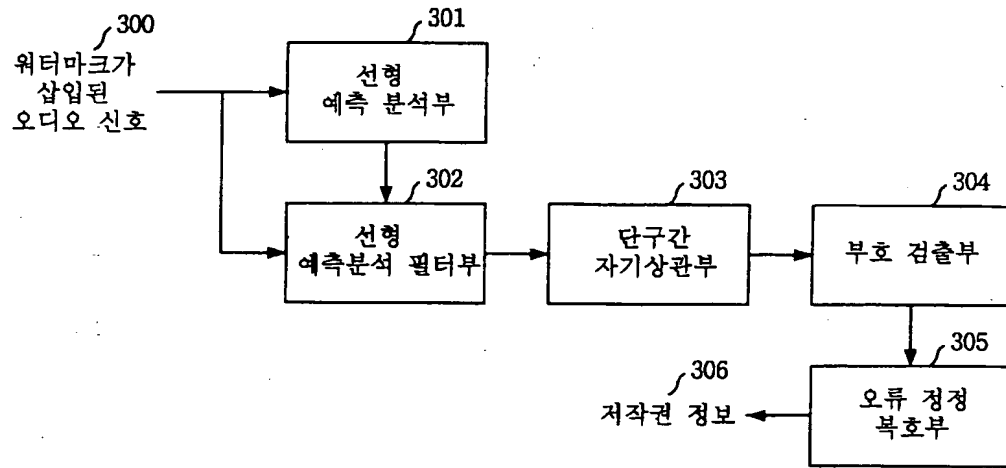 300
워터마크가
삽입된
오디오 신호
301
선형
예측 분석부
302
선형
예측분석 필터부
303
단구간
자기상관부
304
부호 검출부
305
오류 정정
복호부
306
저작권 정보